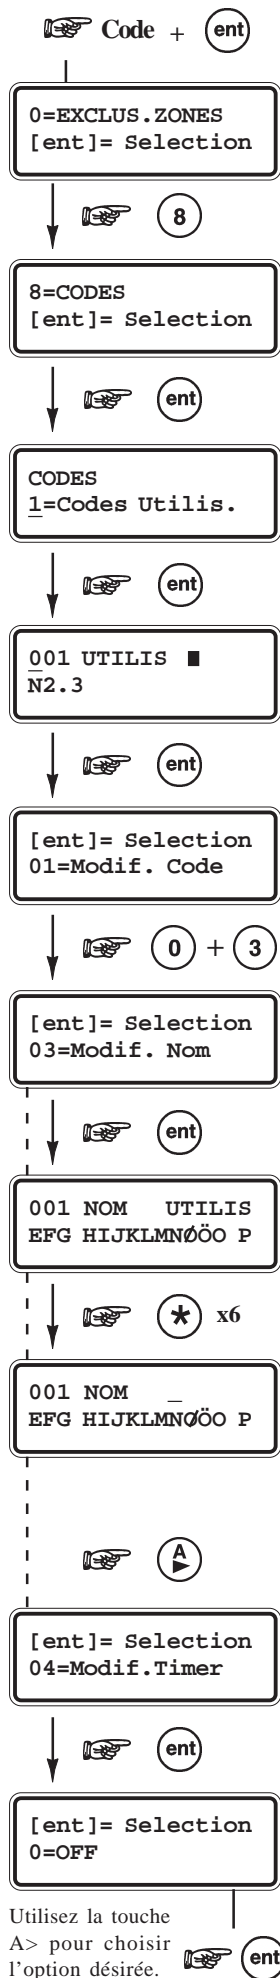 Code + ent
0=EXCLUS.ZONES
[ent]= Selection
8
8=CODES
[ent]= Selection
ent
CODES
1=Codes Utilis.
ent
001 UTILIS ■
N2.3
ent
[ent]= Selection
01=Modif. Code
0 + 3
[ent]= Selection
03=Modif. Nom
ent
001 NOM UTILIS
EFG HIJKLMNØÖO P
* x6
001 NOM _
EFG HIJKLMNØÖO P
A
[ent]= Selection
04=Modif.Timer
ent
[ent]= Selection
0=OFF
Utilisez la touche
A> pour choisir
l'option désirée.
ent